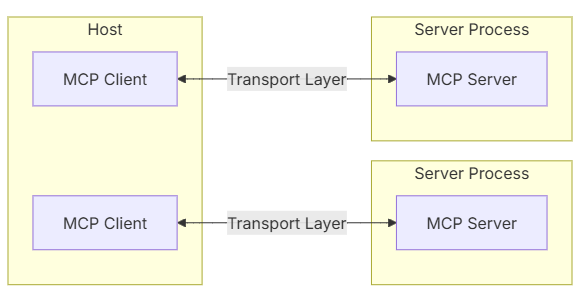 Host
Server Process
MCP Client
Transport Layer
MCP Server
Server Process
MCP Client
Transport Layer
MCP Server